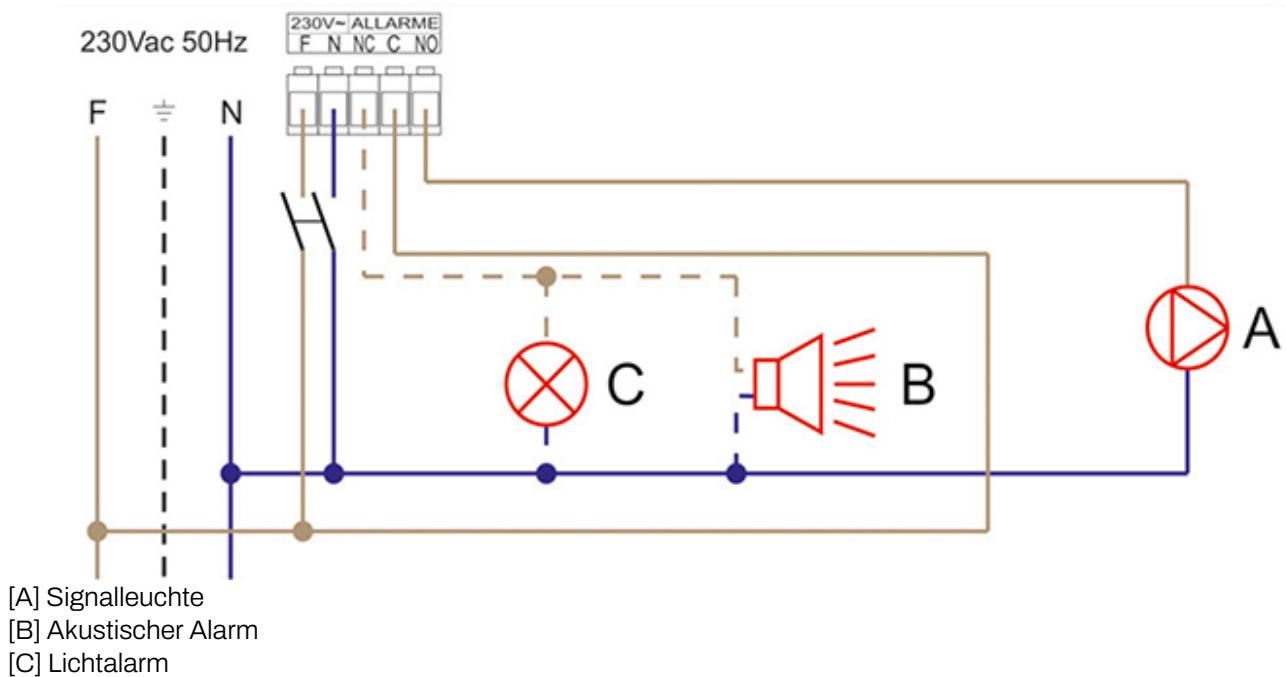 230Vac 50Hz
230V~ ALLARME
F N NC C NO
F N
A
B
C
[A] Signalleuchte
[B] Akustischer Alarm
[C] Lichtalarm